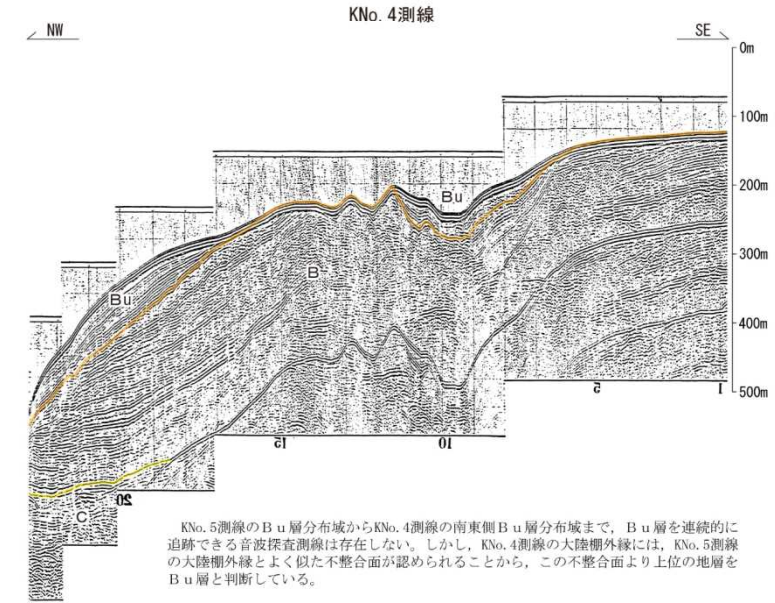 KNo. 4測線
NW
SE
0m
100m
200m
300m
400m
500m
Bu
Bu
B
C
20
15
10
5
1
KNo. 5測線のＢｕ層分布域からKNo. 4測線の南東側Ｂｕ層分布域まで，Ｂｕ層を連続的に
追跡できる音波探査測線は存在しない。しかし，KNo. 4測線の大陸棚外縁には，KNo. 5測線
の大陸棚外縁とよく似た不整合面が認められることから，この不整合面より上位の地層を
Ｂｕ層と判断している。